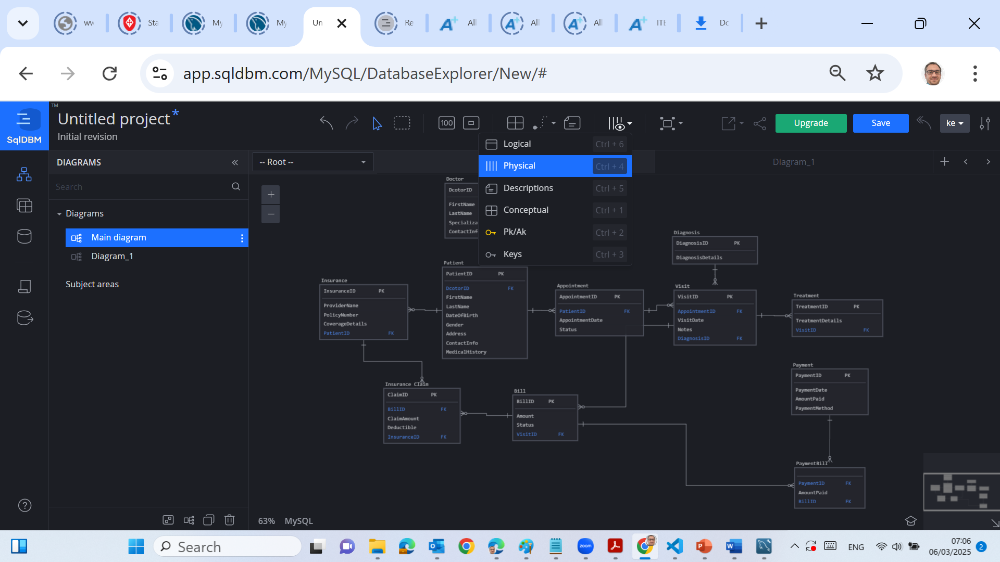 ww
Sta
My
My
Un
Re
All
All
All
ITE
Do
app.sqldbm.com/MySQL/DatabaseExplorer/New/#
SqlDBM
TM
Untitled project*
Initial revision
100
Upgrade
Save
ke
DIAGRAMS
Search
Diagrams
Main diagram
Diagram_1
Subject areas
-- Root --
Diagram_1
Logical Ctrl + 6
Physical Ctrl + 4
Descriptions Ctrl + 5
Conceptual Ctrl + 1
Pk/Ak Ctrl + 2
Keys Ctrl + 3
Doctor
DcotorID
FirstName
LastName
Specializat
ContactInf
Diagnosis
DiagnosisID PK
DiagnosisDetails
Patient
PatientID PK
DcotorID FK
FirstName
LastName
DateOfBirth
Gender
Address
ContactInfo
MedicalHistory
Insurance
InsuranceID PK
ProviderName
PolicyNumber
CoverageDetails
PatientID FK
Appointment
AppointmentID PK
PatientID FK
AppointmentDate
Status
Visit
VisitID PK
AppointmentID FK
VisitDate
Notes
DiagnosisID FK
Treatment
TreatmentID PK
TreatmentDetails
VisitID FK
Payment
PaymentID PK
PaymentDate
AmountPaid
PaymentMethod
Insurance Claim
ClaimID PK
BillID FK
ClaimAmount
Deductible
InsuranceID FK
Bill
BillID PK
Amount
Status
VisitID FK
PaymentBill
PaymentID FK
AmountPaid
BillID FK
63% MySQL
Search
zoom
ENG
07:06
06/03/2025
2